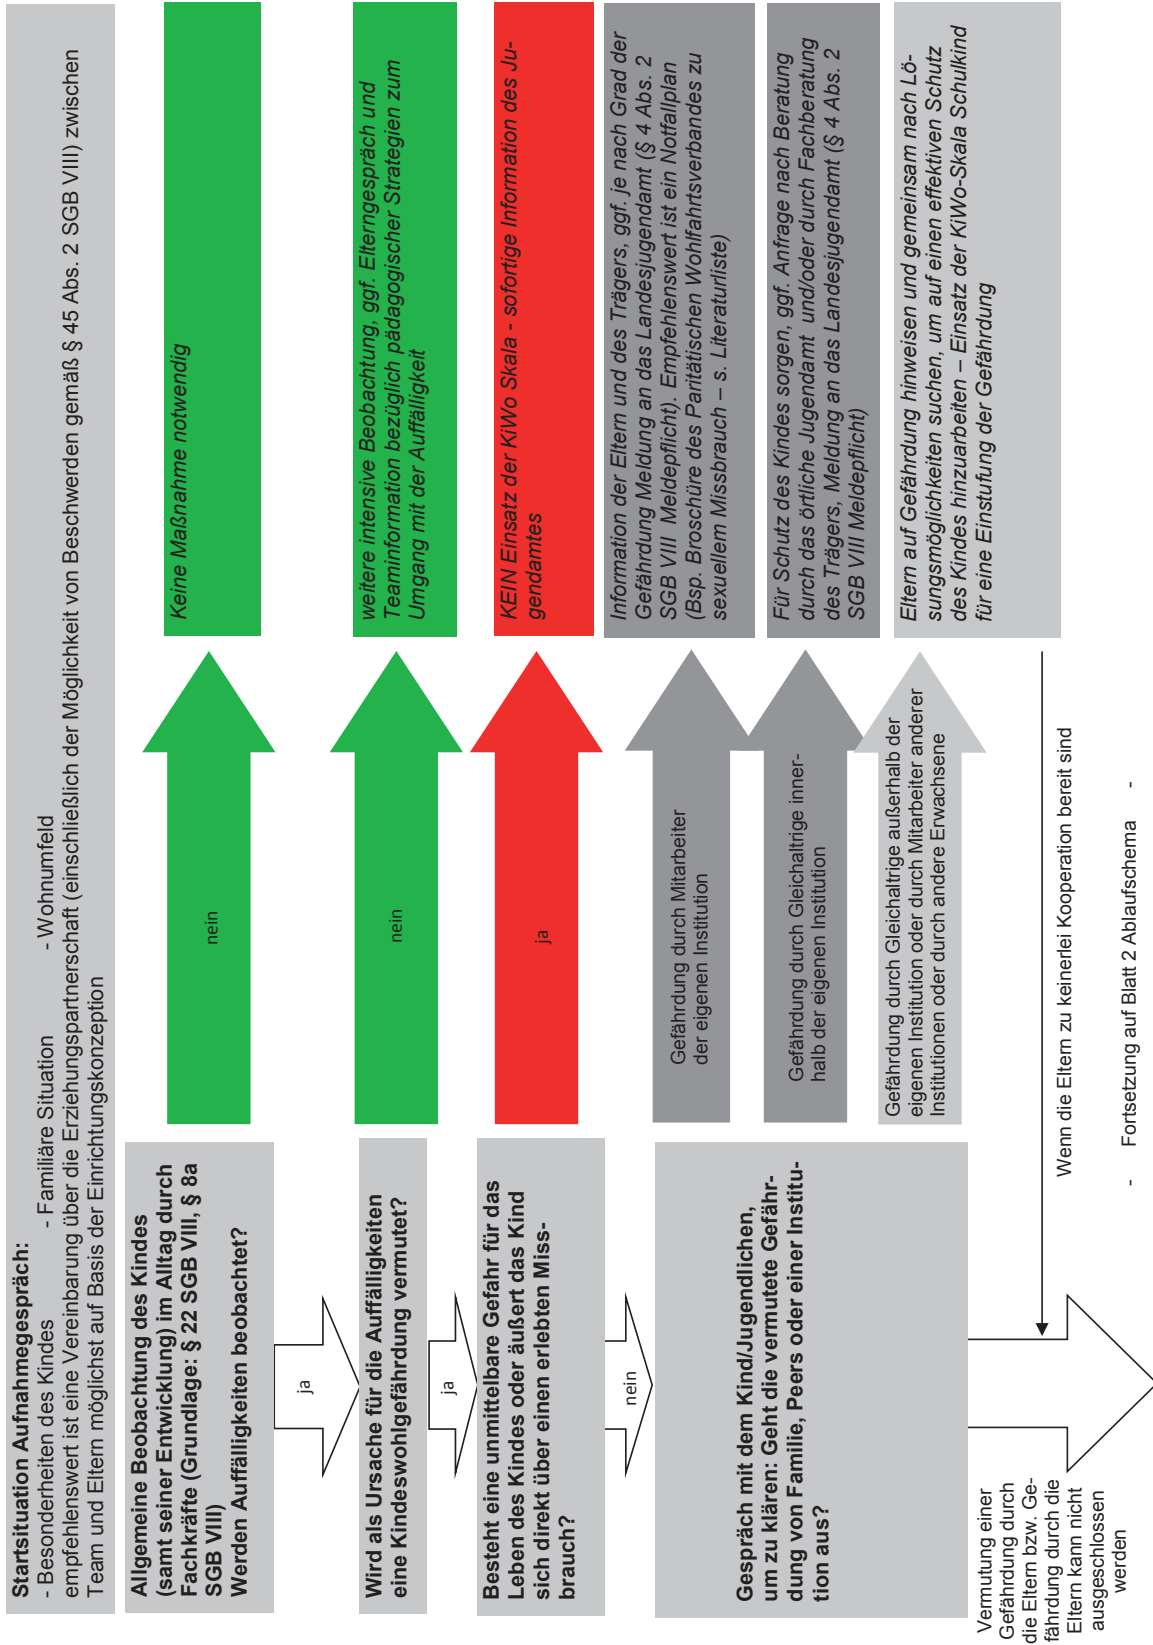 Startsituation Aufnahmegespräch:
- Besonderheiten des Kindes - Familiäre Situation - Wohnumfeld
empfehlenswert ist eine Vereinbarung über die Erziehungspartnerschaft (einschließlich der Möglichkeit von Beschwerden gemäß § 45 Abs. 2 SGB VIII) zwischen
Team und Eltern möglichst auf Basis der Einrichtungskonzeption
Allgemeine Beobachtung des Kindes
(samt seiner Entwicklung) im Alltag durch
Fachkräfte (Grundlage: § 22 SGB VIII, § 8a
SGB VIII)
Werden Auffälligkeiten beobachtet?
nein
Keine Maßnahme notwendig
ja
Wird als Ursache für die Auffälligkeiten
eine Kindeswohlgefährdung vermutet?
nein
weitere intensive Beobachtung, ggf. Elterngespräch und
Teaminformation bezüglich pädagogischer Strategien zum
Umgang mit der Auffälligkeit
ja
Besteht eine unmittelbare Gefahr für das
Leben des Kindes oder äußert das Kind
sich direkt über einen erlebten Miss-
brauch?
ja
KEIN Einsatz der KiWo Skala - sofortige Information des Ju-
gendamtes
nein
Gespräch mit dem Kind/Jugendlichen,
um zu klären: Geht die vermutete Gefähr-
dung von Familie, Peers oder einer Institu-
tion aus?
Gefährdung durch Mitarbeiter
der eigenen Institution
Information der Eltern und des Trägers, ggf. je nach Grad der
Gefährdung Meldung an das Landesjugendamt (§ 4 Abs. 2
SGB VIII Meldepflicht). Empfehlenswert ist ein Notfallplan
(Bsp. Broschüre des Paritätischen Wohlfahrtsverbandes zu
sexuellem Missbrauch – s. Literaturliste)
Gefährdung durch Gleichaltrige inner-
halb der eigenen Institution
Für Schutz des Kindes sorgen, ggf. Anfrage nach Beratung
durch das örtliche Jugendamt und/oder durch Fachberatung
des Trägers, Meldung an das Landesjugendamt (§ 4 Abs. 2
SGB VIII Meldepflicht)
Gefährdung durch Gleichaltrige außerhalb der
eigenen Institution oder durch Mitarbeiter anderer
Institutionen oder durch andere Erwachsene
Eltern auf Gefährdung hinweisen und gemeinsam nach Lö-
sungsmöglichkeiten suchen, um auf einen effektiven Schutz
des Kindes hinzuarbeiten – Einsatz der KiWo-Skala Schulkind
für eine Einstufung der Gefährdung
Vermutung einer
Gefährdung durch
die Eltern bzw. Ge-
fährdung durch die
Eltern kann nicht
ausgeschlossen
werden
Wenn die Eltern zu keinerlei Kooperation bereit sind
- Fortsetzung auf Blatt 2 Ablaufschema -